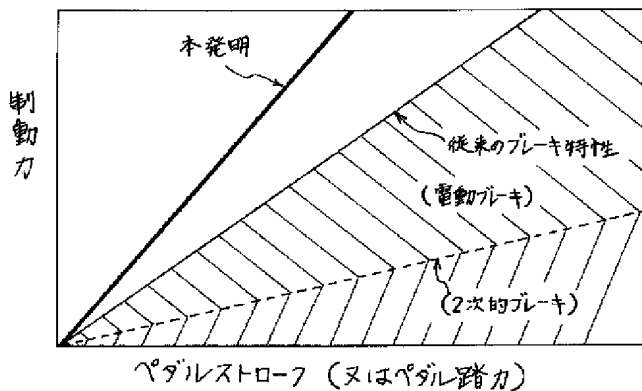 本発明
制動力
従来のブレーキ特性
(電動ブレーキ)
(2次的ブレーキ)
ペダルストローク (又はペダル踏力)